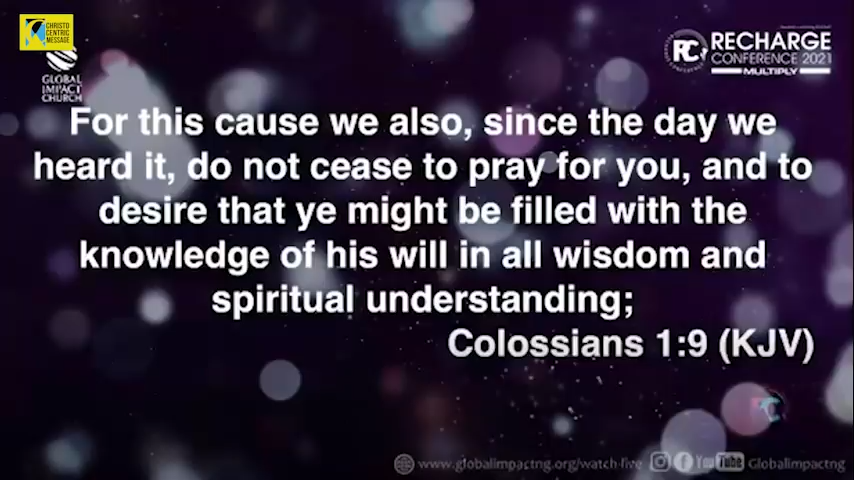 CHRISTO
CENTRIC
MESSAGE
GLOBAL
IMPACT
CHURCH
RC
RECHARGE
CONFERENCE 2021
MULTIPLY
For this cause we also, since the day we
heard it, do not cease to pray for you, and to
desire that ye might be filled with the
knowledge of his will in all wisdom and
spiritual understanding;
Colossians 1:9 (KJV)
www.globalimpactng.org/watch-live YouTube Globalimpactng